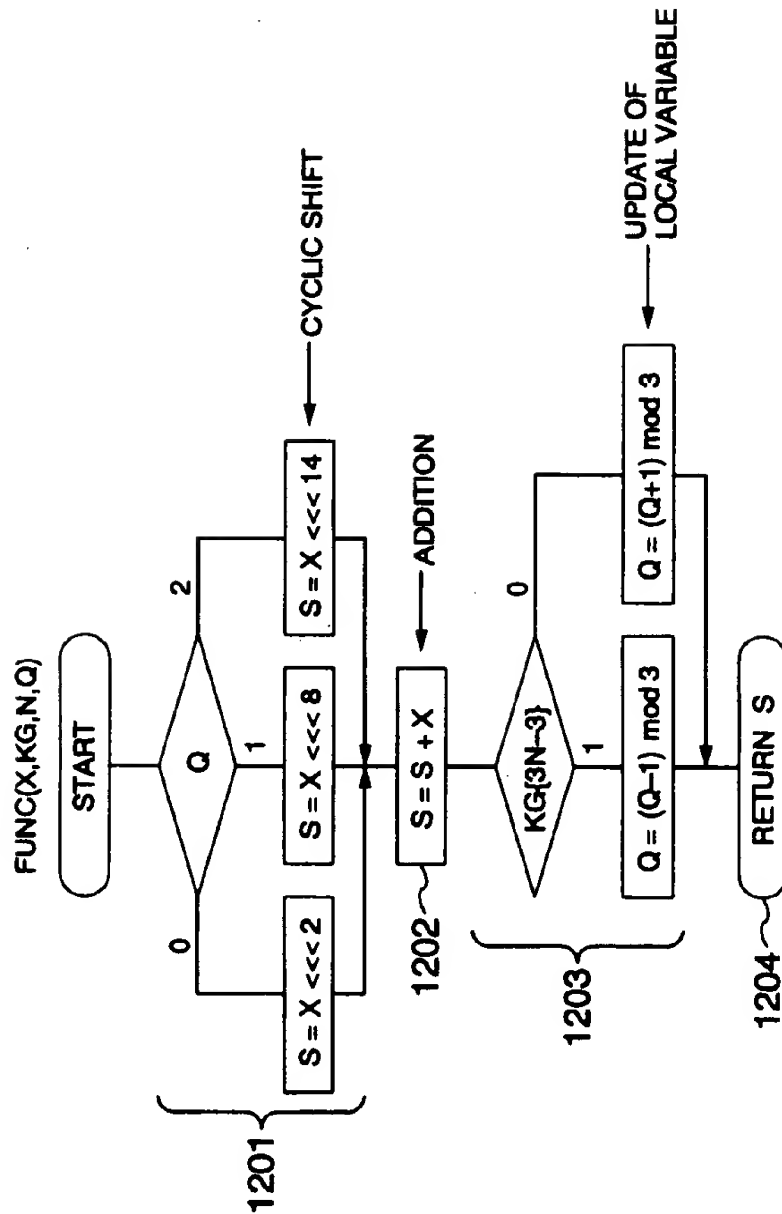 FUNC(X,KG,N,Q)
START
Q
0
1
2
1201
S = X <<< 2
S = X <<< 8
S = X <<< 14
CYCLIC SHIFT
1202
S = S + X
ADDITION
1203
KG{3N-3}
1
0
Q = (Q-1) mod 3
Q = (Q+1) mod 3
UPDATE OF
LOCAL VARIABLE
1204
RETURN S